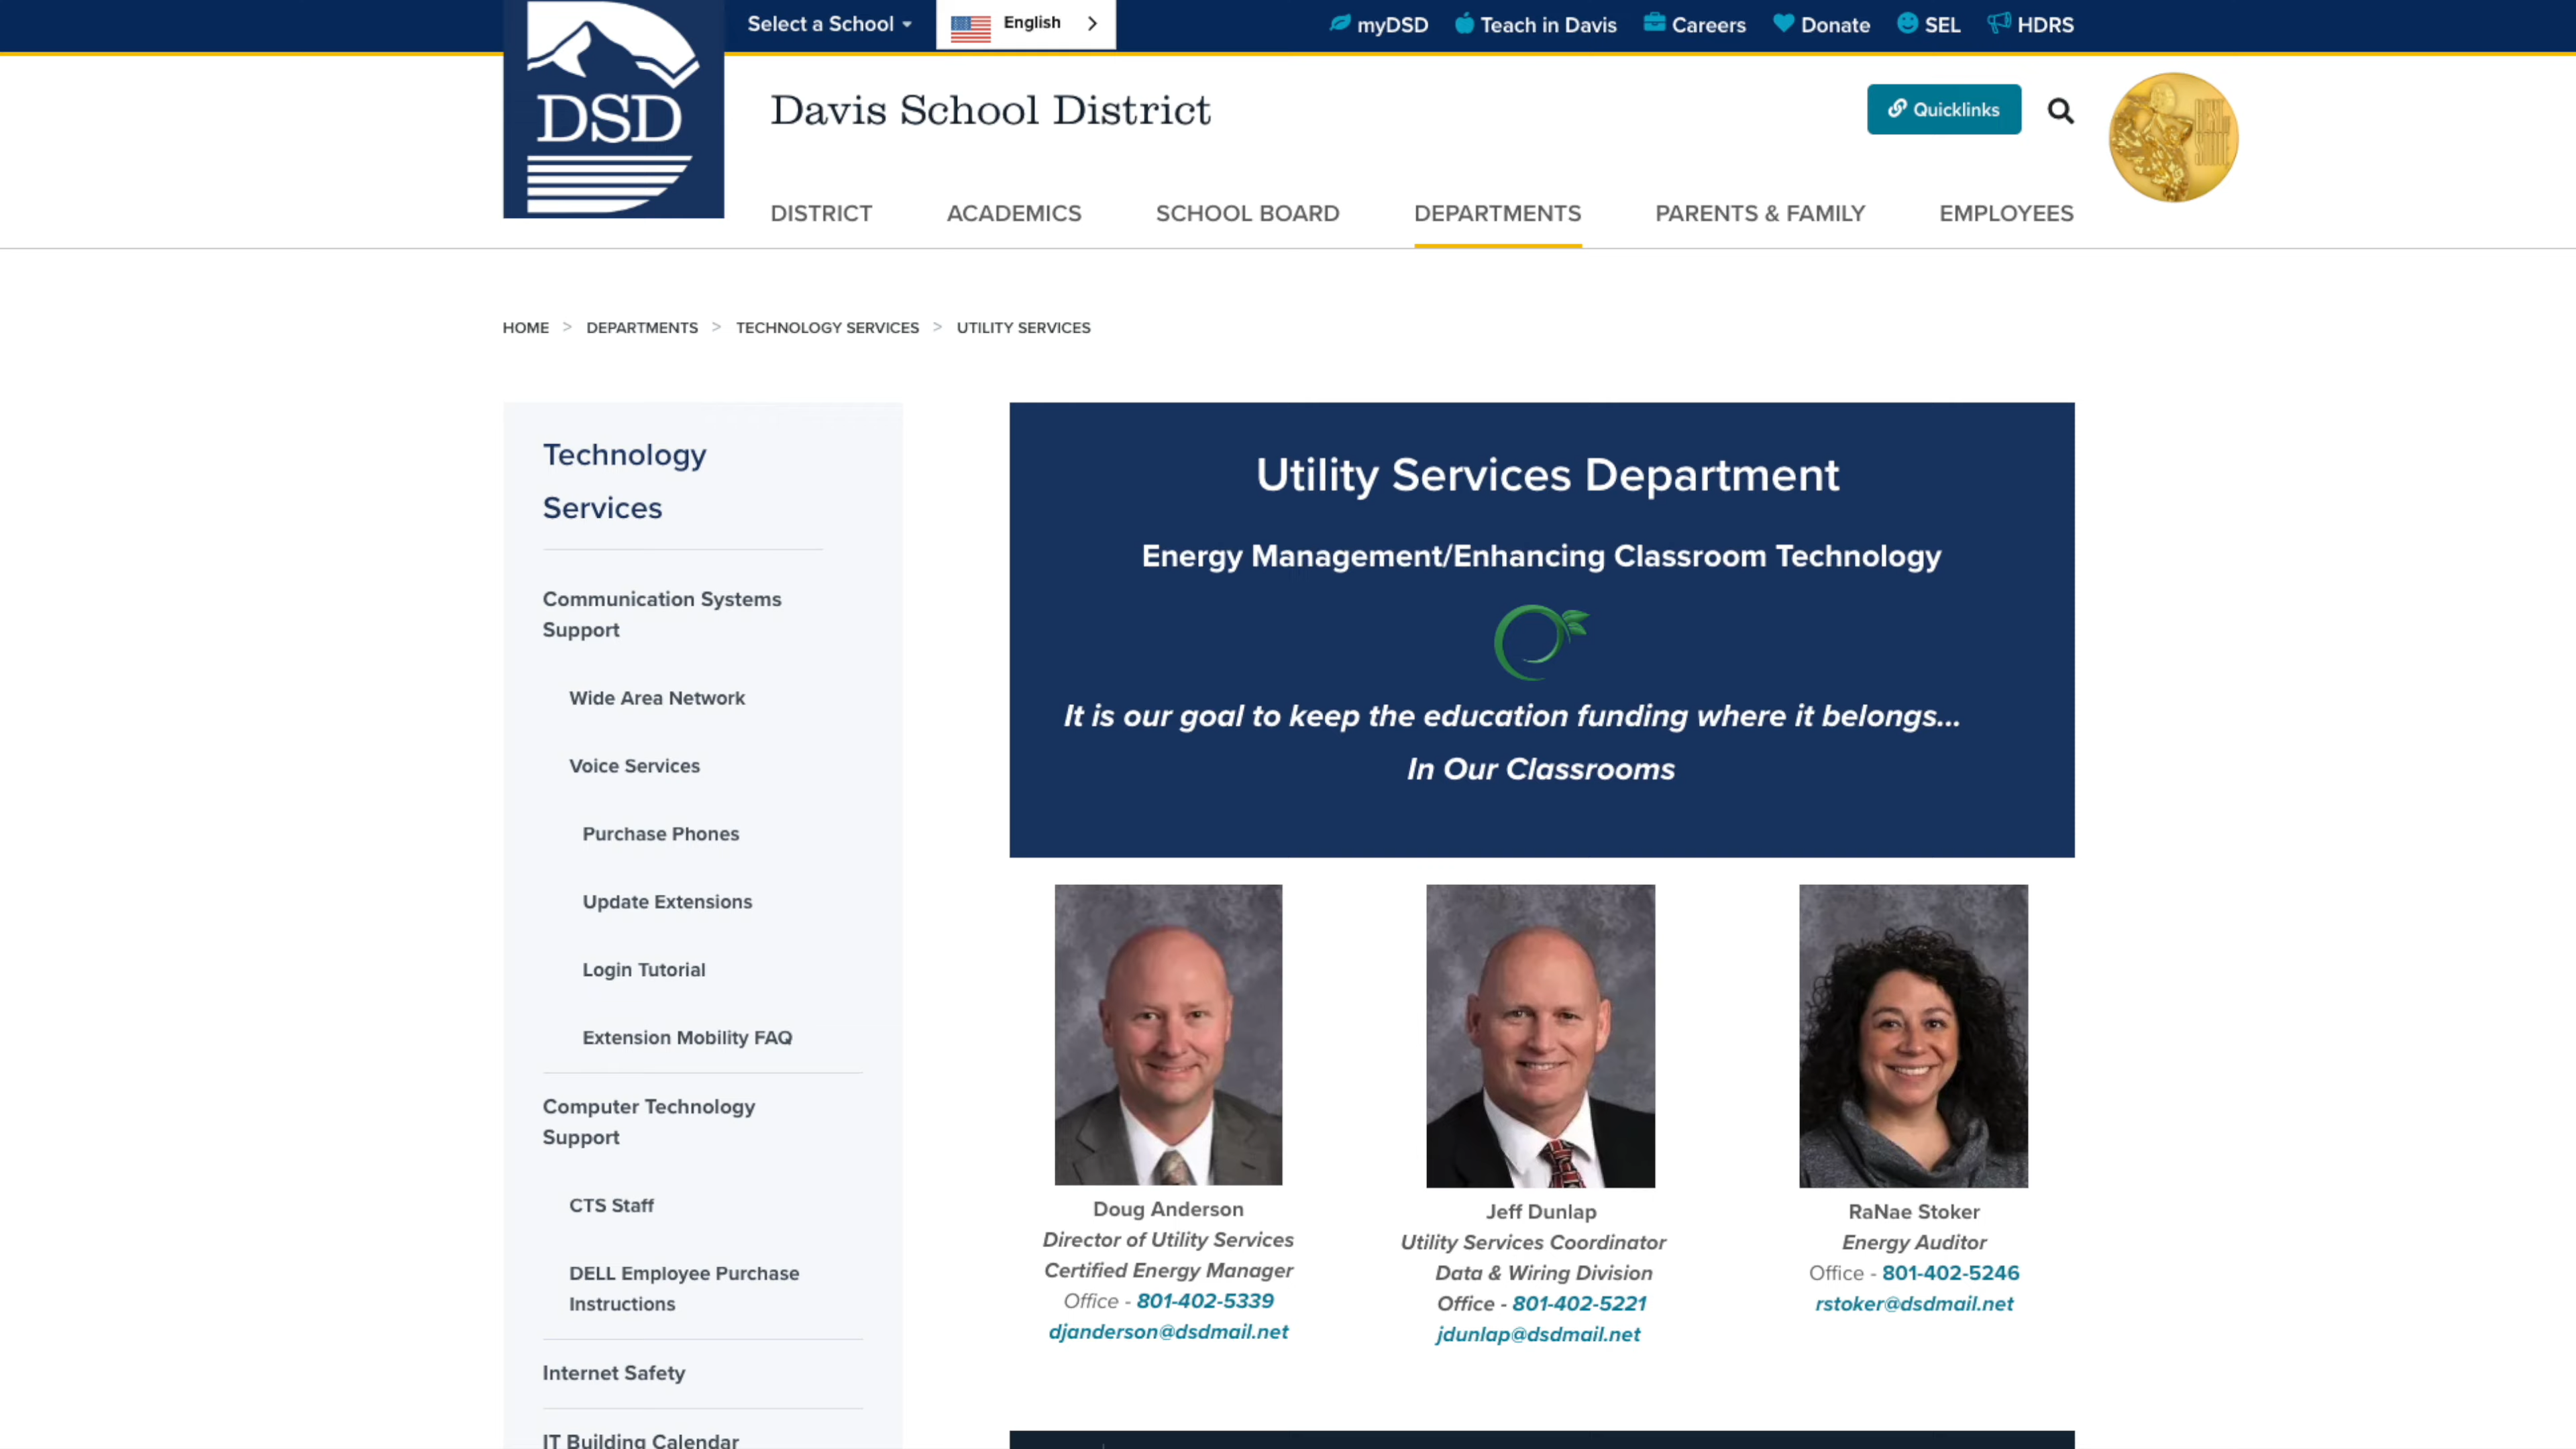 Select a School
English
myDSD
Teach in Davis
Careers
Donate
SEL
HDRS
DSD
Davis School District
Quicklinks
BEST OF
STATE
DISTRICT
ACADEMICS
SCHOOL BOARD
DEPARTMENTS
PARENTS & FAMILY
EMPLOYEES
HOME > DEPARTMENTS > TECHNOLOGY SERVICES > UTILITY SERVICES
Technology
Services
Communication Systems
Support
Wide Area Network
Voice Services
Purchase Phones
Update Extensions
Login Tutorial
Extension Mobility FAQ
Computer Technology
Support
CTS Staff
DELL Employee Purchase
Instructions
Internet Safety
IT Building Calendar
Utility Services Department
Energy Management/Enhancing Classroom Technology
It is our goal to keep the education funding where it belongs...
In Our Classrooms
Doug Anderson
Director of Utility Services
Certified Energy Manager
Office - 801-402-5339
djanderson@dsdmail.net
Jeff Dunlap
Utility Services Coordinator
Data & Wiring Division
Office - 801-402-5221
jdunlap@dsdmail.net
RaNae Stoker
Energy Auditor
Office - 801-402-5246
rstoker@dsdmail.net